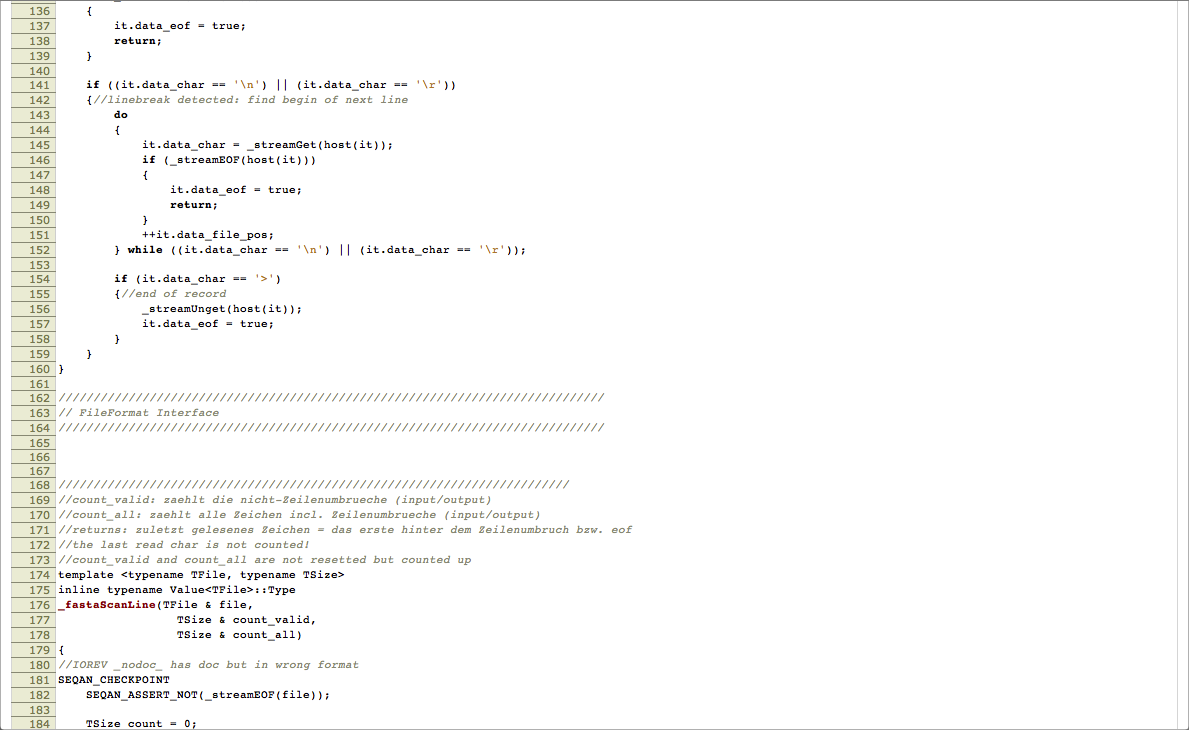 136     {
137         it.data_eof = true;
138         return;
139     }
140
141     if ((it.data_char == '\n') || (it.data_char == '\r'))
142     {//linebreak detected: find begin of next line
143         do
144         {
145             it.data_char = _streamGet(host(it));
146             if (_streamEOF(host(it)))
147             {
148                 it.data_eof = true;
149                 return;
150             }
151             ++it.data_file_pos;
152         } while ((it.data_char == '\n') || (it.data_char == '\r'));
153
154         if (it.data_char == '>')
155         {//end of record
156             _streamUnget(host(it));
157             it.data_eof = true;
158         }
159     }
160 }
161
162 //////////////////////////////////////////////////////////////////////////////
163 // FileFormat Interface
164 //////////////////////////////////////////////////////////////////////////////
165
166
167
168 /////////////////////////////////////////////////////////////////////////
169 //count_valid: zaehlt die nicht-Zeilenumbrueche (input/output)
170 //count_all: zaehlt alle Zeichen incl. Zeilenumbrueche (input/output)
171 //returns: zuletzt gelesenes Zeichen = das erste hinter dem Zeilenumbruch bzw. eof
172 //the last read char is not counted!
173 //count_valid and count_all are not resetted but counted up
174 template <typename TFile, typename TSize>
175 inline typename Value<TFile>::Type
176 _fastaScanLine(TFile & file,
177                  TSize & count_valid,
178                  TSize & count_all)
179 {
180 //IOREV _nodoc_ has doc but in wrong format
181 SEQAN_CHECKPOINT
182     SEQAN_ASSERT_NOT(_streamEOF(file));
183
184     TSize count = 0;